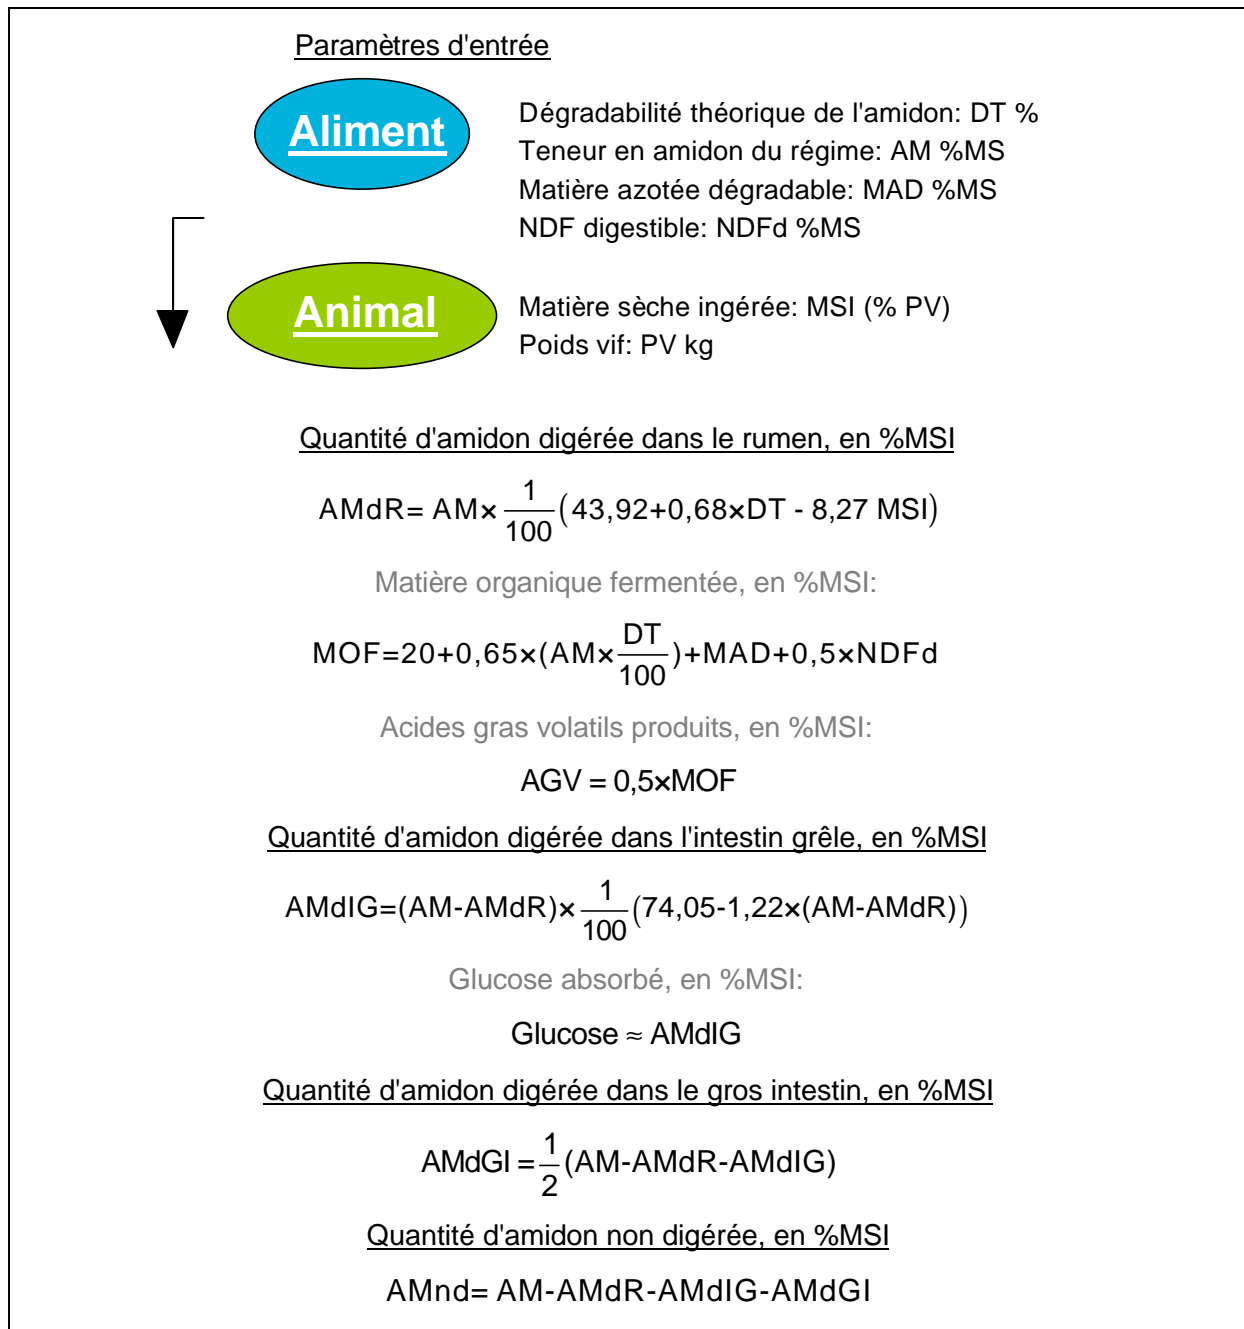 Paramètres d'entrée
Aliment
Dégradabilité théorique de l'amidon: DT %
Teneur en amidon du régime: AM %MS
Matière azotée dégradable: MAD %MS
NDF digestible: NDFd %MS
Animal
Matière sèche ingérée: MSI (% PV)
Poids vif: PV kg
Quantité d'amidon digérée dans le rumen, en %MSI
AMdR= AM×1/100(43,92+0,68×DT - 8,27 MSI)
Matière organique fermentée, en %MSI:
MOF=20+0,65×(AM×DT/100)+MAD+0,5×NDFd
Acides gras volatils produits, en %MSI:
AGV = 0,5×MOF
Quantité d'amidon digérée dans l'intestin grêle, en %MSI
AMdIG=(AM-AMdR)×1/100(74,05-1,22×(AM-AMdR))
Glucose absorbé, en %MSI:
Glucose ≈ AMdIG
Quantité d'amidon digérée dans le gros intestin, en %MSI
AMdGI=1/2(AM-AMdR-AMdIG)
Quantité d'amidon non digérée, en %MSI
AMnd= AM-AMdR-AMdIG-AMdGI